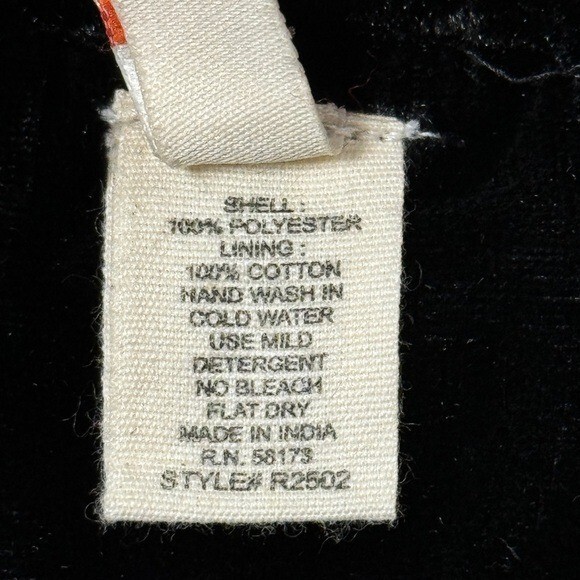 SHELL :
100% POLYESTER
LINING :
100% COTTON
HAND WASH IN
COLD WATER
USE MILD
DETERGENT
NO BLEACH
FLAT DRY
MADE IN INDIA
R.N. 58173
STYLE# R2502